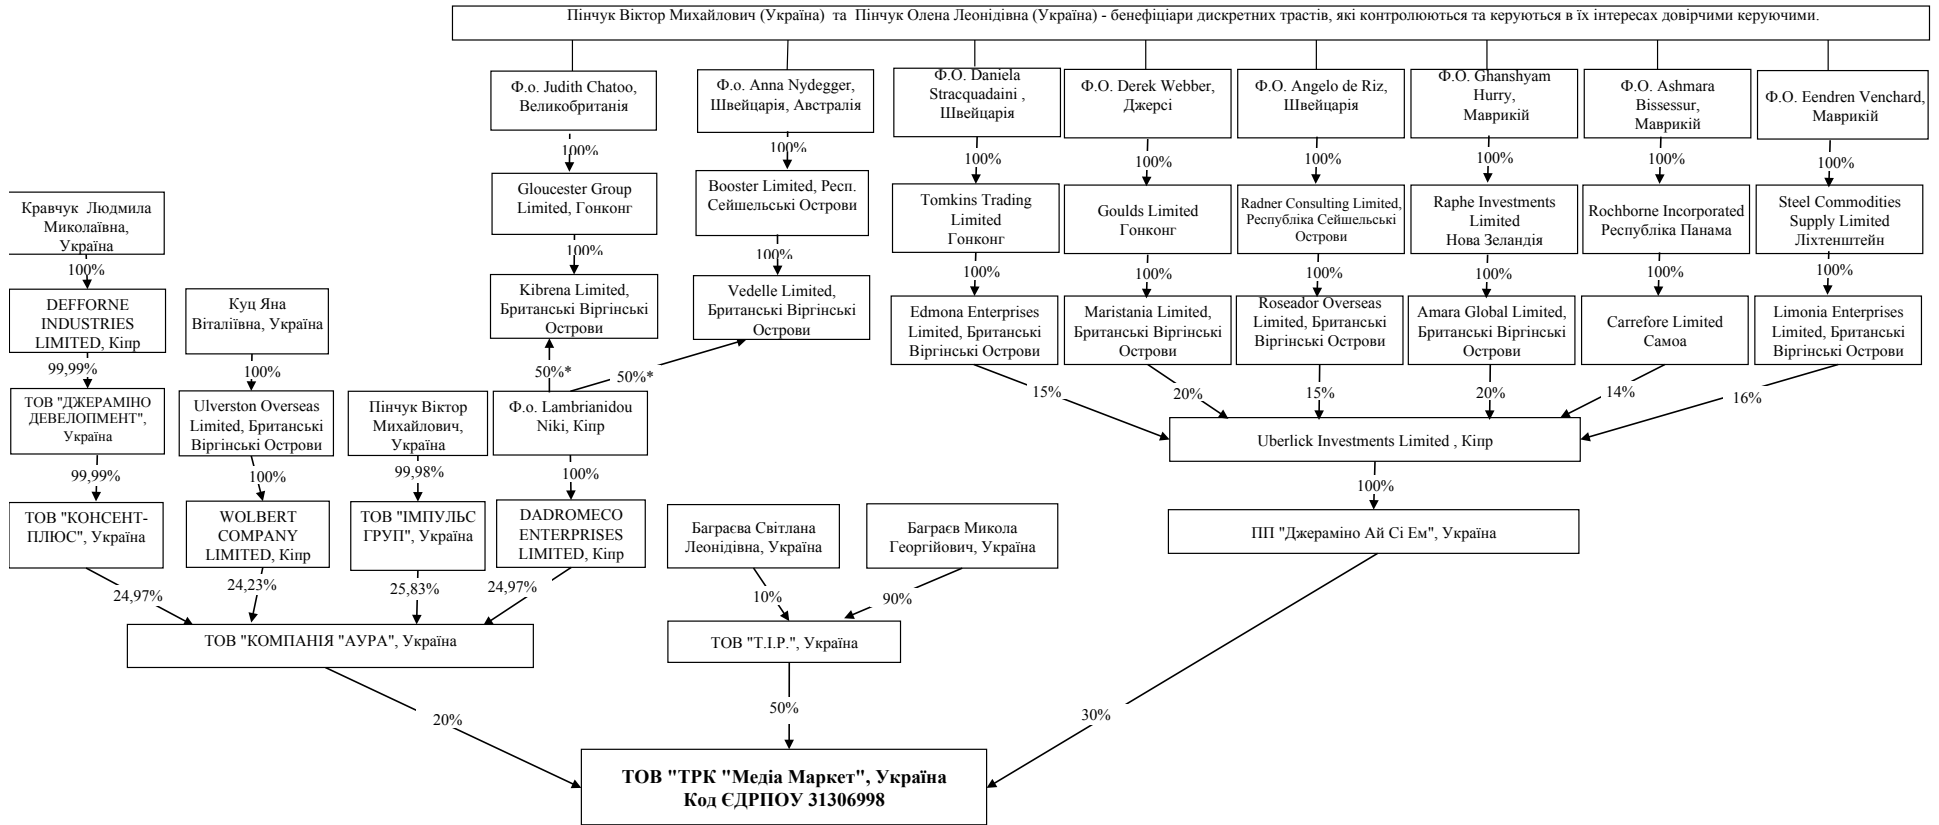 Пінчук Віктор Михайлович (Україна) та Пінчук Олена Леонідівна (Україна) - бенефіціари дискретних трастів, які контролюються та керуються в їх інтересах довірчими керуючими.
Ф.о. Judith Chatoo,
Великобританія
Ф.о. Anna Nydegger,
Швейцарія, Австралія
Ф.О. Daniela
Stracquadaini ,
Швейцарія
Ф.О. Derek Webber,
Джерсі
Ф.О. Angelo de Riz,
Швейцарія
Ф.О. Ghanshyam
Hurry,
Маврикій
Ф.О. Ashmara
Bissessur,
Маврикій
Ф.О. Eendren Venchard,
Маврикій
100%
100%
100%
100%
100%
100%
100%
100%
Кравчук Людмила
Миколаївна,
Україна
Gloucester Group
Limited, Гонконг
Booster Limited, Респ.
Сейшельські Острови
Tomkins Trading
Limited
Гонконг
Goulds Limited
Гонконг
Radner Consulting Limited,
Республіка Сейшельські
Острови
Raphe Investments
Limited
Нова Зеландія
Rochborne Incorporated
Республіка Панама
Steel Commodities
Supply Limited
Ліхтенштейн
100%
100%
100%
100%
100%
100%
100%
100%
100%
DEFFORNE
INDUSTRIES
LIMITED, Кіпр
Куц Яна
Віталіївна, Україна
Kibrena Limited,
Британські Віргінські
Острови
Vedelle Limited,
Британські Віргінські
Острови
Edmona Enterprises
Limited, Британські
Віргінські Острови
Maristania Limited,
Британські Віргінські
Острови
Roseador Overseas
Limited, Британські
Віргінські Острови
Amara Global Limited,
Британські Віргінські
Острови
Carrefore Limited
Самоа
Limonia Enterprises
Limited, Британські
Віргінські Острови
99,99%
100%
50%*
50%*
15%
20%
15%
20%
14%
16%
ТОВ "ДЖЕРАМІНО
ДЕВЕЛОПМЕНТ",
Україна
Ulverston Overseas
Limited, Британські
Віргінські Острови
Пінчук Віктор
Михайлович,
Україна
Ф.о. Lambrianidou
Niki, Кіпр
Uberlick Investments Limited , Кіпр
99,99%
100%
99,98%
100%
100%
ТОВ "КОНСЕНТ-
ПЛЮС", Україна
WOLBERT
COMPANY
LIMITED, Кіпр
ТОВ "ІМПУЛЬС
ГРУП", Україна
DADROMECO
ENTERPRISES
LIMITED, Кіпр
Баграєва Світлана
Леонідівна, Україна
Баграєв Микола
Георгійович, Україна
ПП "Джераміно Ай Сі Ем", Україна
24,97%
24,23%
25,83%
24,97%
10%
90%
ТОВ "КОМПАНІЯ "АУРА", Україна
ТОВ "Т.І.Р.", Україна
20%
50%
30%
ТОВ "ТРК "Медіа Маркет", Україна
Код ЄДРПОУ 31306998